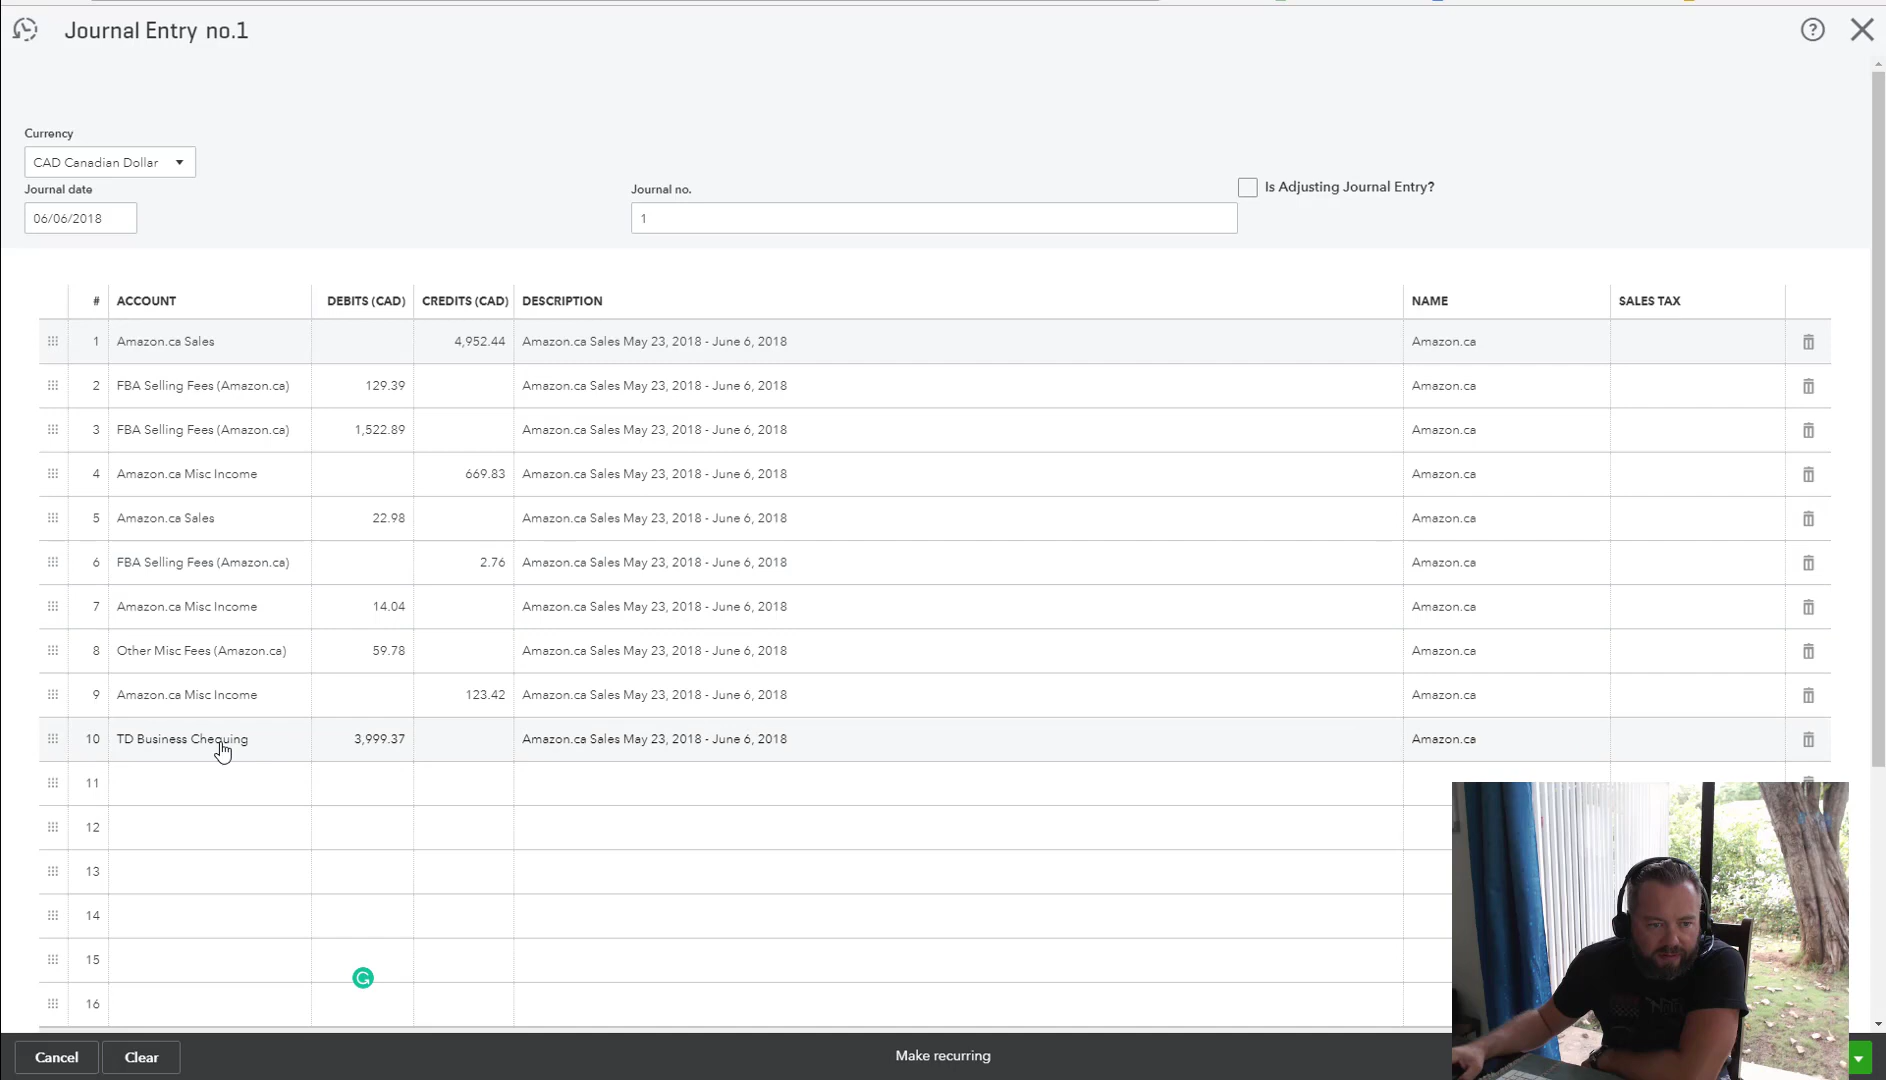 Journal Entry no.1
Currency
CAD Canadian Dollar
Journal date
06/06/2018
Journal no.
1
Is Adjusting Journal Entry?
# ACCOUNT DEBITS (CAD) CREDITS (CAD) DESCRIPTION NAME SALES TAX
1 Amazon.ca Sales 4,952.44 Amazon.ca Sales May 23, 2018 - June 6, 2018 Amazon.ca
2 FBA Selling Fees (Amazon.ca) 129.39 Amazon.ca Sales May 23, 2018 - June 6, 2018 Amazon.ca
3 FBA Selling Fees (Amazon.ca) 1,522.89 Amazon.ca Sales May 23, 2018 - June 6, 2018 Amazon.ca
4 Amazon.ca Misc Income 669.83 Amazon.ca Sales May 23, 2018 - June 6, 2018 Amazon.ca
5 Amazon.ca Sales 22.98 Amazon.ca Sales May 23, 2018 - June 6, 2018 Amazon.ca
6 FBA Selling Fees (Amazon.ca) 2.76 Amazon.ca Sales May 23, 2018 - June 6, 2018 Amazon.ca
7 Amazon.ca Misc Income 14.04 Amazon.ca Sales May 23, 2018 - June 6, 2018 Amazon.ca
8 Other Misc Fees (Amazon.ca) 59.78 Amazon.ca Sales May 23, 2018 - June 6, 2018 Amazon.ca
9 Amazon.ca Misc Income 123.42 Amazon.ca Sales May 23, 2018 - June 6, 2018 Amazon.ca
10 TD Business Chequing 3,999.37 Amazon.ca Sales May 23, 2018 - June 6, 2018 Amazon.ca
11
12
13
14
15
16
Cancel Clear Make recurring